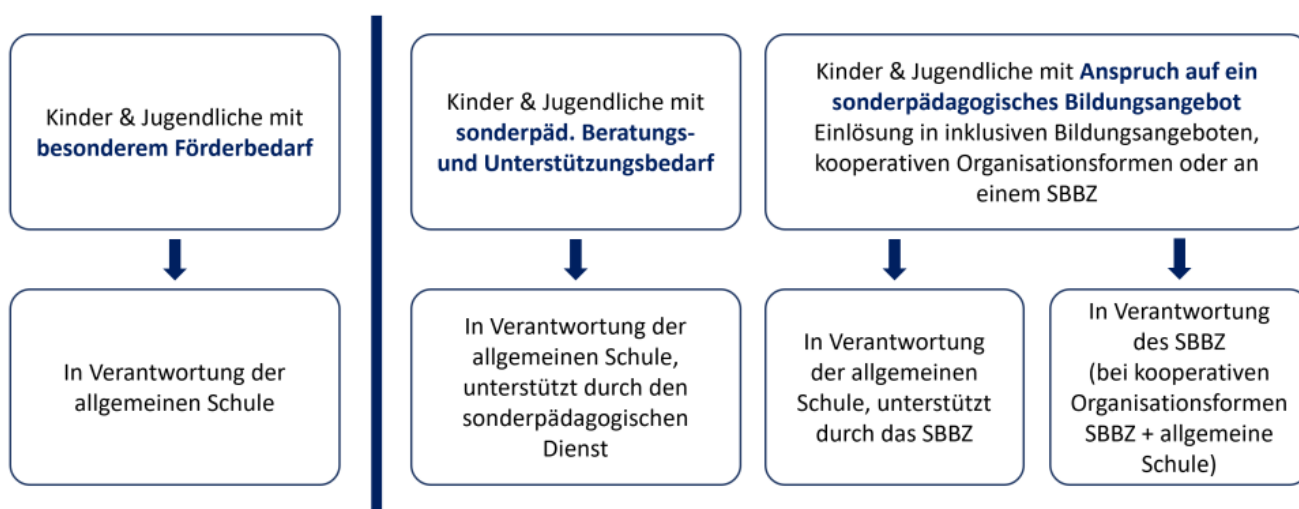 Kinder & Jugendliche mit
besonderem Förderbedarf
Kinder & Jugendliche mit
sonderpäd. Beratungs-
und Unterstützungsbedarf
Kinder & Jugendliche mit Anspruch auf ein
sonderpädagogisches Bildungsangebot
Einlösung in inklusiven Bildungsangeboten,
kooperativen Organisationsformen oder an
einem SBBZ
In Verantwortung der
allgemeinen Schule
In Verantwortung der
allgemeinen Schule,
unterstützt durch den
sonderpädagogischen
Dienst
In Verantwortung
der allgemeinen
Schule, unterstützt
durch das SBBZ
In Verantwortung
des SBBZ
(bei kooperativen
Organisationsformen
SBBZ + allgemeine
Schule)